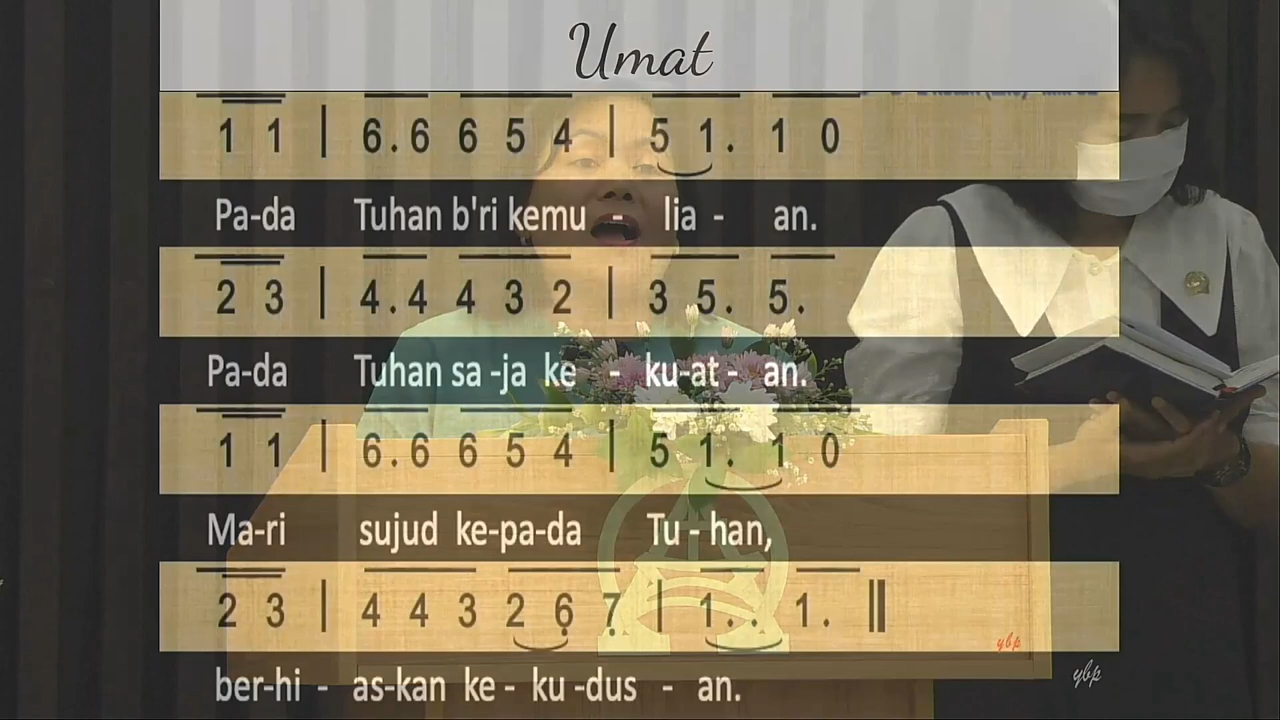 Umat
1 1 | 6.6 6 5 4 | 5 1. 1 0
Pa-da Tuhan b'ri kemu - lia - an.
2 3 | 4.4 4 3 2 | 3 5. 5.
Pa-da Tuhan sa -ja ke - ku-at - an.
1 1 | 6.6 6 5 4 | 5 1. 1 0
Ma-ri sujud ke-pa-da Tu - han,
2 3 | 4 4 3 2 6 7 | 1. . 1. ||
ybp
ybp
ber-hi - as-kan ke - ku -dus - an.